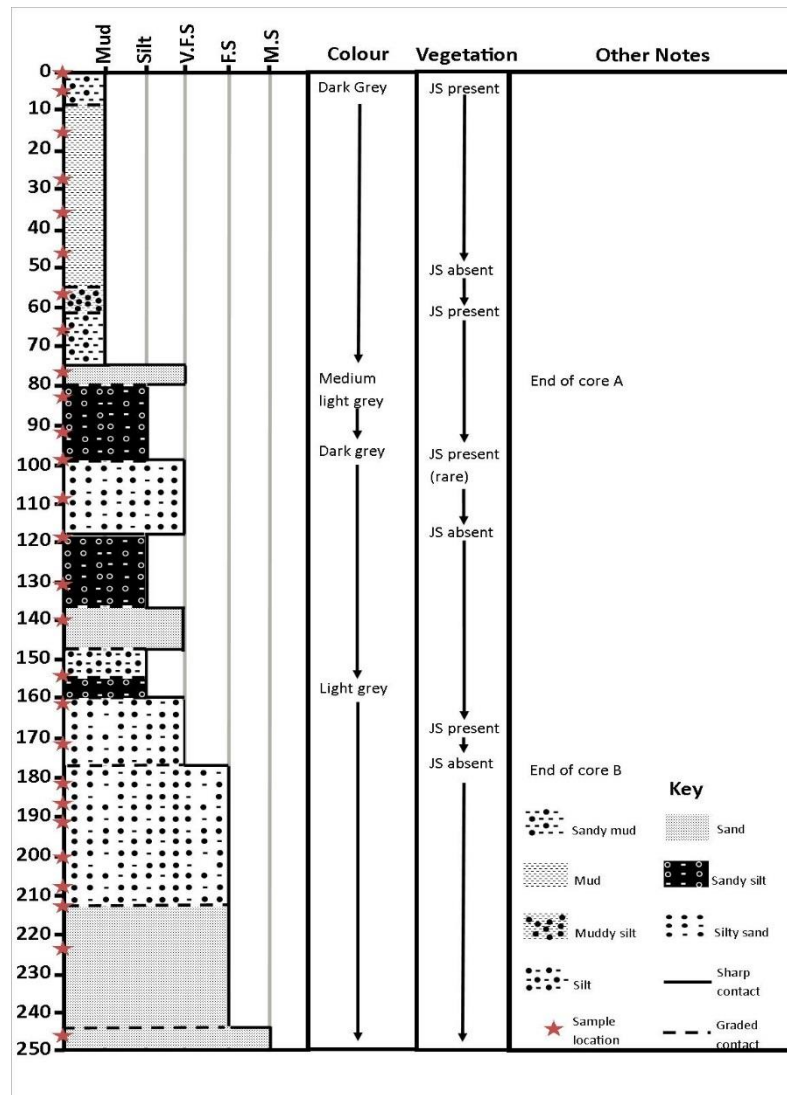 Mud
Silt
V.F.S
F.S
M.S
Colour
Vegetation
Other Notes
0
10
20
30
40
50
60
70
80
90
100
110
120
130
140
150
160
170
180
190
200
210
220
230
240
250
Dark Grey
Medium
light grey
Dark grey
Light grey
JS present
JS absent
JS present
JS present
(rare)
JS absent
JS present
JS absent
End of core A
End of core B
Key
Sandy mud
Sand
Mud
Sandy silt
Muddy silt
Silty sand
Silt
Sharp
contact
Sample
location
Graded
contact